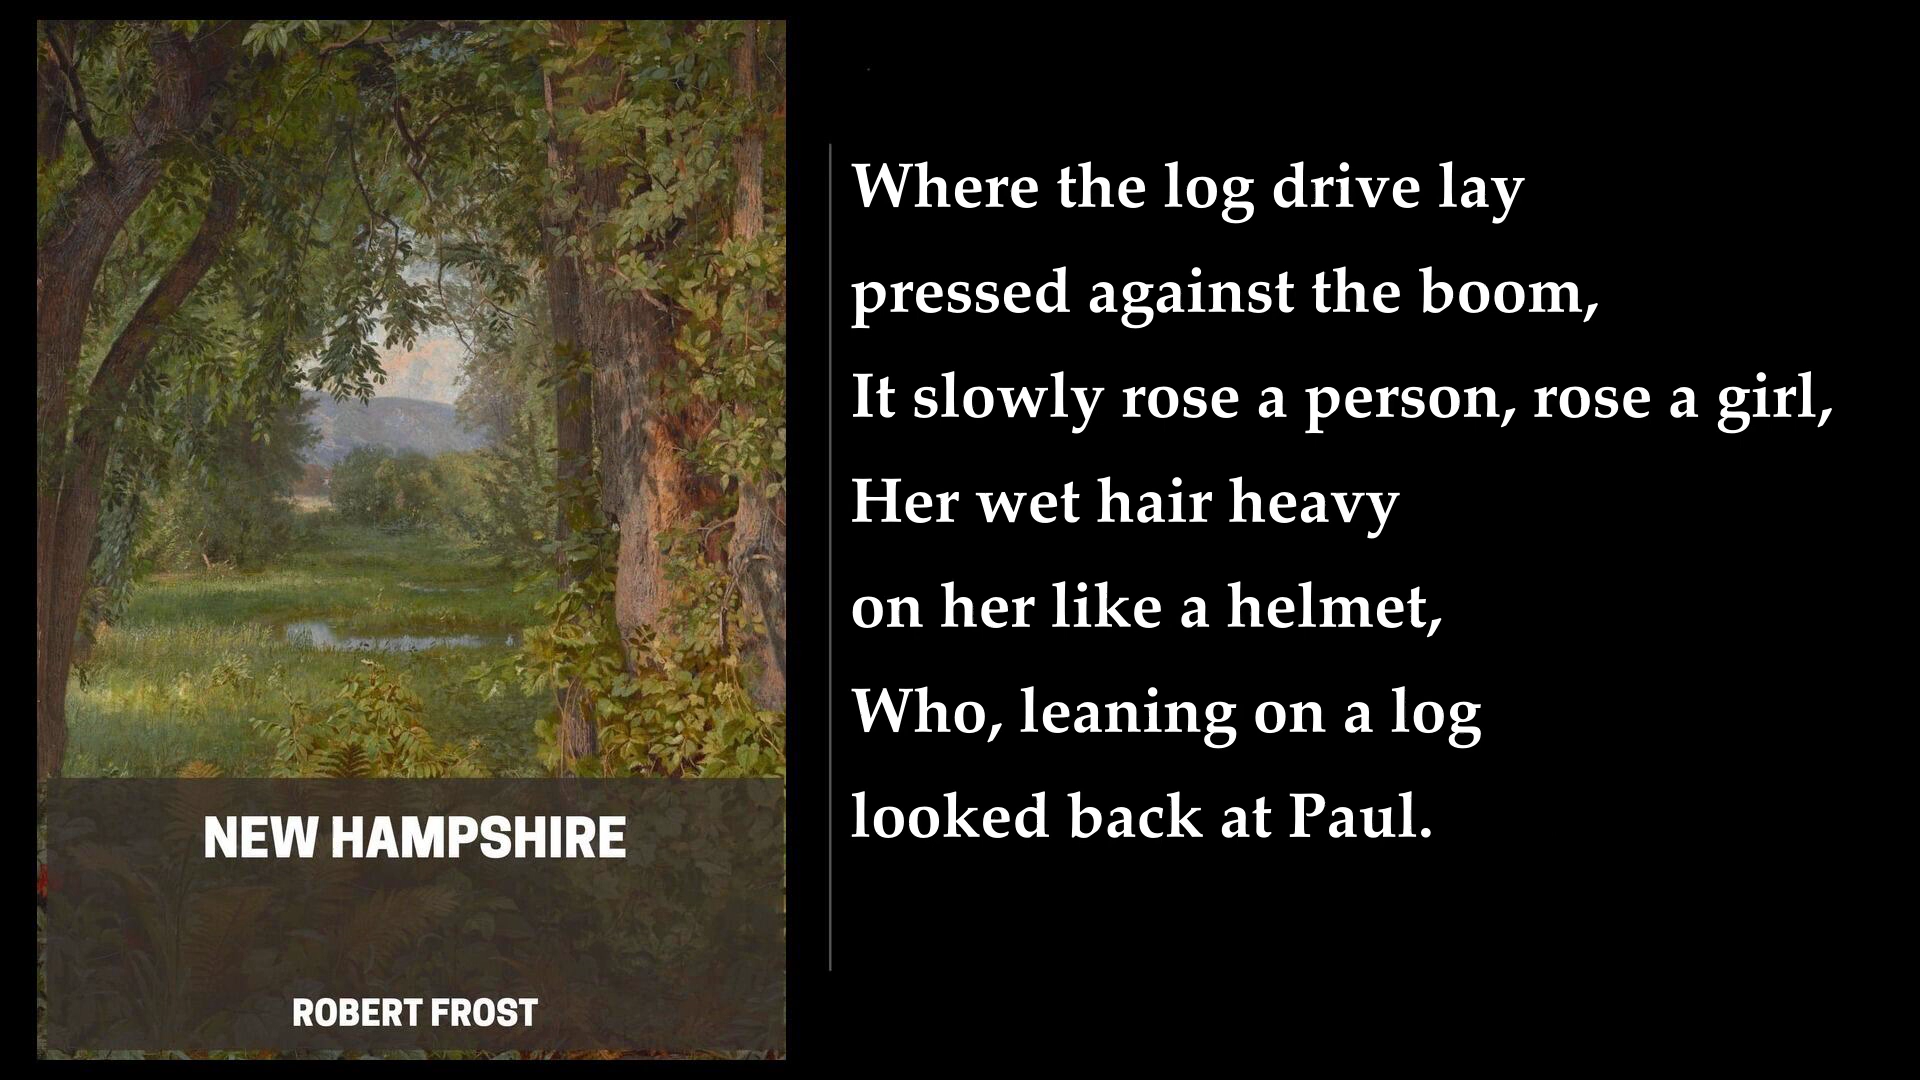 Where the log drive lay
pressed against the boom,
It slowly rose a person, rose a girl,
Her wet hair heavy
on her like a helmet,
Who, leaning on a log
looked back at Paul.
NEW HAMPSHIRE
ROBERT FROST